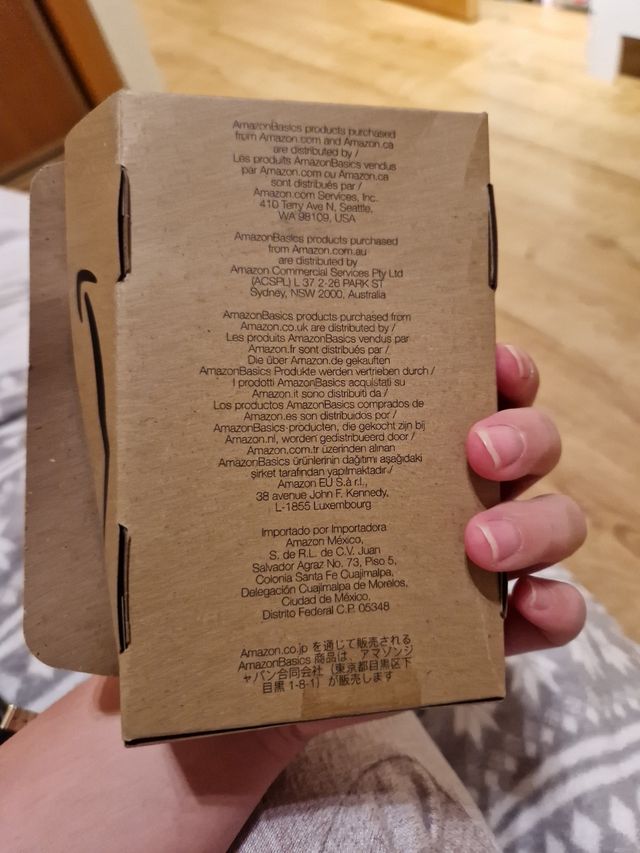 AmazonBasics products purchased
from Amazon.com and Amazon.ca
are distributed by /
Les produits AmazonBasics vendus
par Amazon.com ou Amazon.ca
sont distribués par /
Amazon.com Services, Inc.
410 Terry Ave N, Seattle,
WA 98109, USA
AmazonBasics products purchased
from Amazon.com.au
are distributed by
Amazon Commercial Services Pty Ltd
(ACSPL) L 37 2-26 PARK ST
Sydney, NSW 2000, Australia
AmazonBasics products purchased from
Amazon.co.uk are distributed by /
Les produits AmazonBasics vendus par
Amazon.fr sont distribués par /
Die über Amazon.de gekauften
AmazonBasics Produkte werden vertrieben durch /
I prodotti AmazonBasics acquistati su
Amazon.it sono distribuiti da /
Los productos AmazonBasics comprados de
Amazon.es son distribuidos por /
AmazonBasics-producten, die gekocht zijn bij
Amazon.nl, worden gedistribueerd door /
Amazon.com.tr üzerinden alınan
AmazonBasics ürünlerinin dağıtımı aşağıdaki
şirket tarafından yapılmaktadır./
Amazon EU S.à r.l.,
38 avenue John F. Kennedy,
L-1855 Luxembourg
Importado por Importadora
Amazon México,
S. de R.L. de C.V. Juan
Salvador Agraz No. 73, Piso 5,
Colonia Santa Fe Cuajimalpa,
Delegación Cuajimalpa de Morelos,
Ciudad de México,
Distrito Federal C.P. 05348
Amazon.co.jp を通じて販売される
AmazonBasics 商品は、アマゾンジ
ャパン合同会社（東京都目黒区下
目黒 1-8-1）が販売します